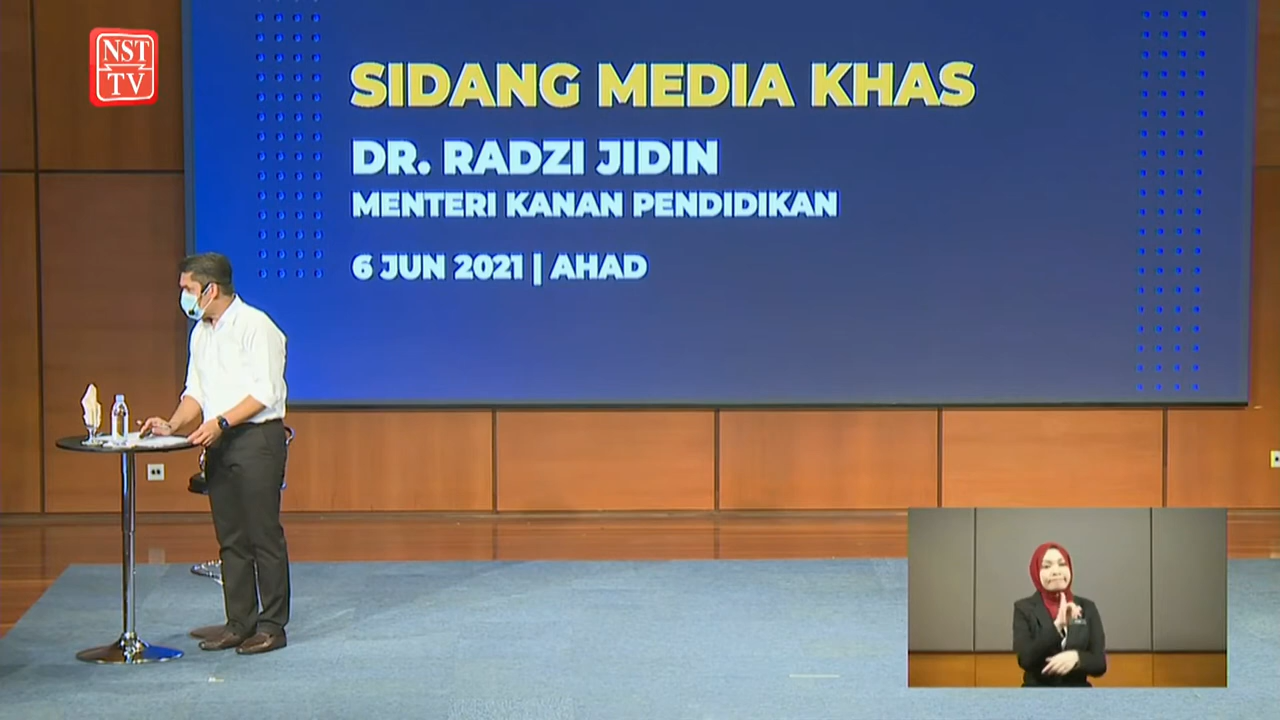 NST
TV
SIDANG MEDIA KHAS
DR. RADZI JIDIN
MENTERI KANAN PENDIDIKAN
6 JUN 2021 | AHAD